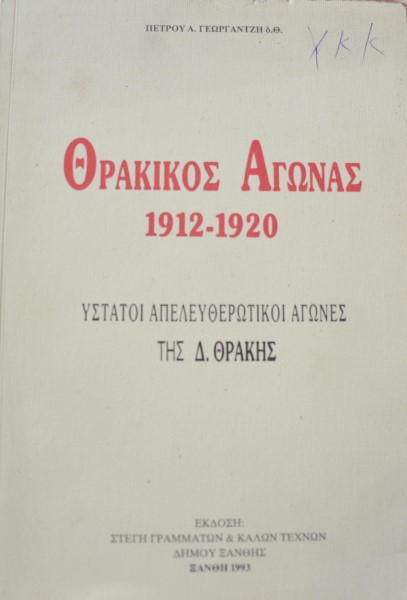 ΠΕΤΡΟΥ Α. ΓΕΩΡΓΑΝΤΖΗ δ.Θ.
ΧΚΚ
ΘΡΑΚΙΚΟΣ ΑΓΩΝΑΣ
1912-1920
ΥΣΤΑΤΟΙ ΑΠΕΛΕΥΘΕΡΩΤΙΚΟΙ ΑΓΩΝΕΣ
ΤΗΣ Δ. ΘΡΑΚΗΣ
ΕΚΔΟΣΗ:
ΣΤΕΓΗ ΓΡΑΜΜΑΤΩΝ & ΚΑΛΩΝ ΤΕΧΝΩΝ
ΔΗΜΟΥ ΞΑΝΘΗΣ
ΞΑΝΘΗ 1993